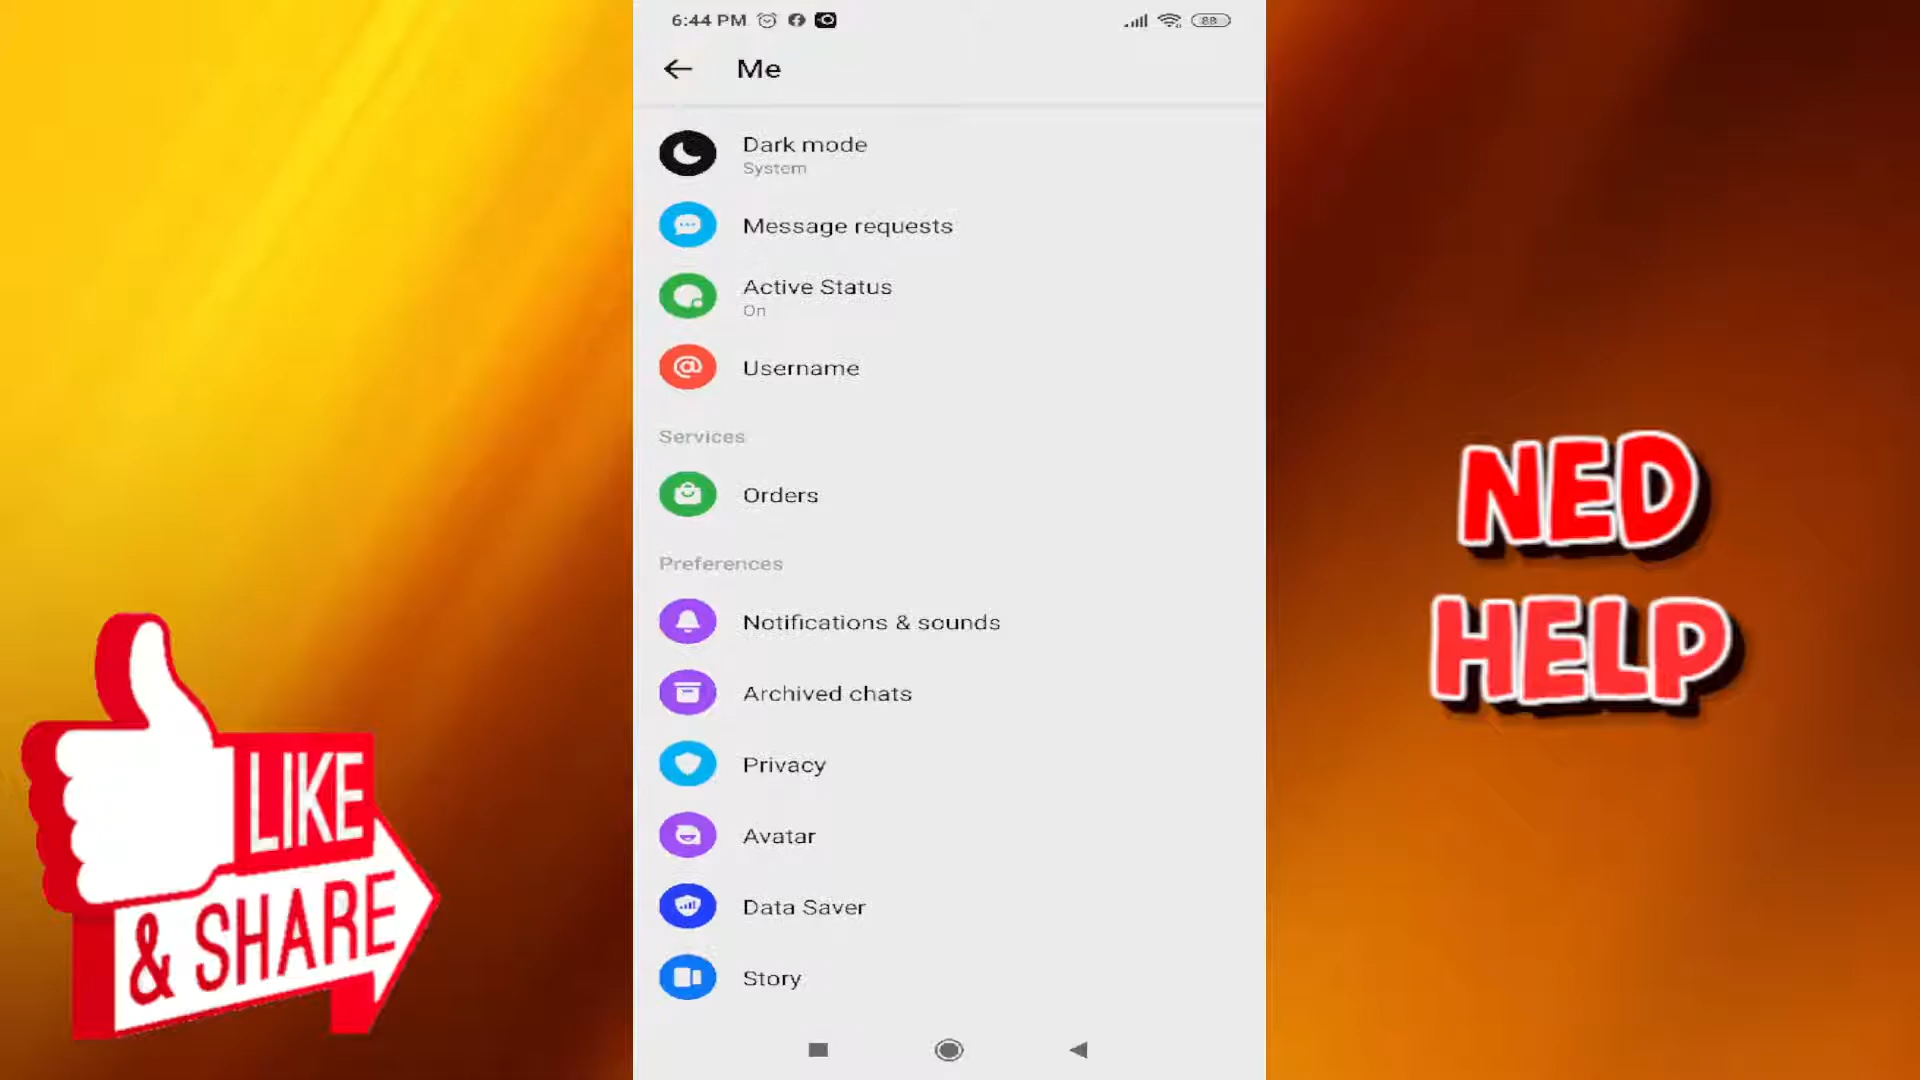 6:44 PM
88
Me
Dark mode
System
Message requests
Active Status
On
Username
Services
Orders
Preferences
Notifications & sounds
Archived chats
Privacy
Avatar
Data Saver
Story
LIKE
& SHARE
NED
HELP